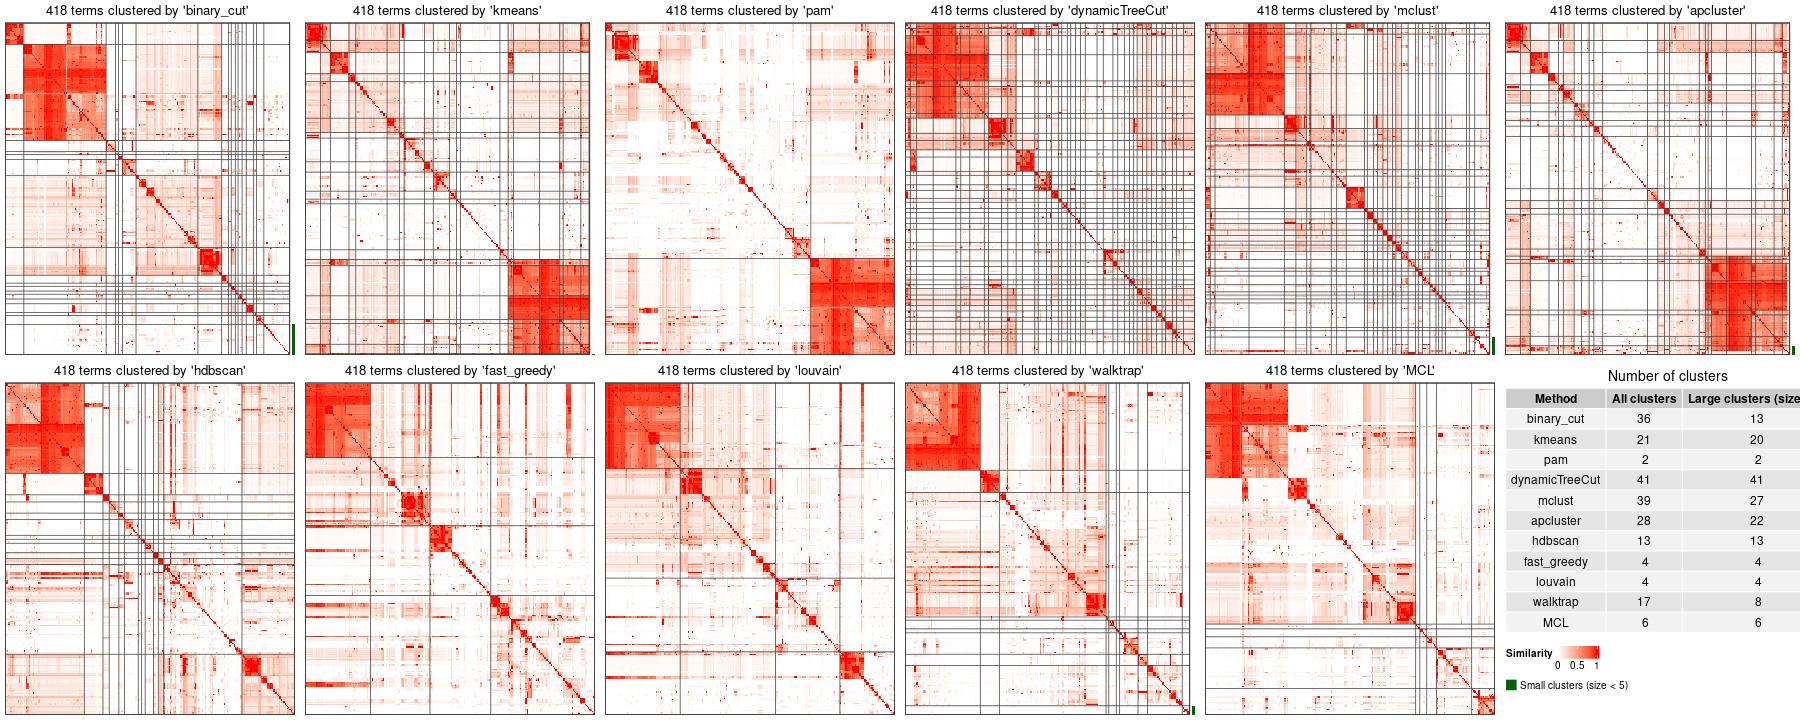 418 terms clustered by 'binary_cut'
418 terms clustered by 'kmeans'
418 terms clustered by 'pam'
418 terms clustered by 'dynamicTreeCut'
418 terms clustered by 'mclust'
418 terms clustered by 'apcluster'
418 terms clustered by 'hdbscan'
418 terms clustered by 'fast_greedy'
418 terms clustered by 'louvain'
418 terms clustered by 'walktrap'
418 terms clustered by 'MCL'
Number of clusters
Method All clusters Large clusters (size
binary_cut 36 13
kmeans 21 20
pam 2 2
dynamicTreeCut 41 41
mclust 39 27
apcluster 28 22
hdbscan 13 13
fast_greedy 4 4
louvain 4 4
walktrap 17 8
MCL 6 6
Similarity
0 0.5 1
Small clusters (size < 5)